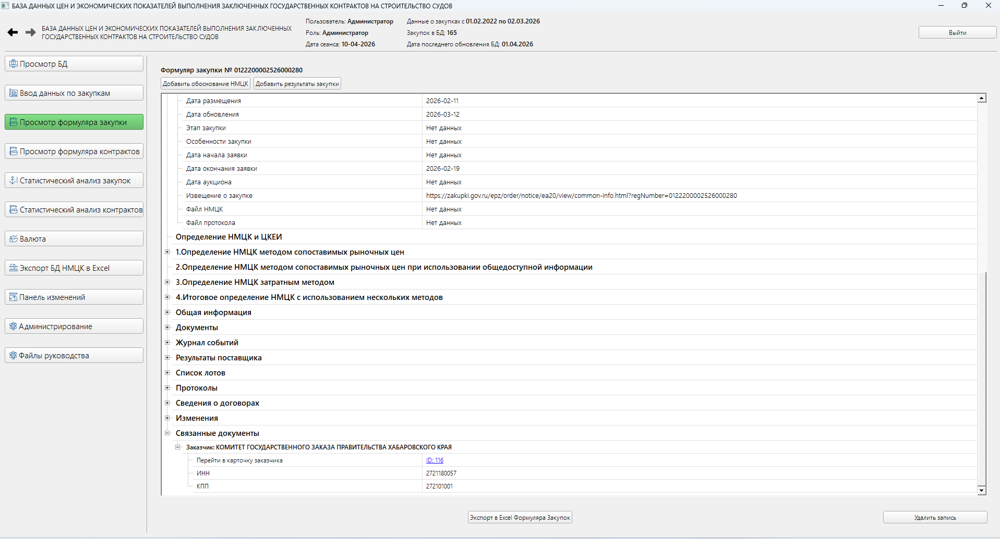 БАЗА ДАННЫХ ЦЕН И ЭКОНОМИЧЕСКИХ ПОКАЗАТЕЛЕЙ ВЫПОЛНЕНИЯ ЗАКЛЮЧЕННЫХ ГОСУДАРСТВЕННЫХ КОНТРАКТОВ НА СТРОИТЕЛЬСТВО СУДОВ
БАЗА ДАННЫХ ЦЕН И ЭКОНОМИЧЕСКИХ ПОКАЗАТЕЛЕЙ ВЫПОЛНЕНИЯ ЗАКЛЮЧЕННЫХ
ГОСУДАРСТВЕННЫХ КОНТРАКТОВ НА СТРОИТЕЛЬСТВО СУДОВ
Пользователь: Администратор
Роль: Администратор
Дата сеанса: 10-04-2026
Данные о закупках с 01.02.2022 по 02.03.2026
Закупок в БД: 165
Дата последнего обновления БД: 01.04.2026
Выйти
Просмотр БД
Ввод данных по закупкам
Просмотр формуляра закупки
Просмотр формуляра контрактов
Статистический анализ закупок
Статистический анализ контрактов
Валюта
Экспорт БД НМЦК в Excel
Панель изменений
Администрирование
Файлы руководства
Формуляр закупки № 0122200002526000280
Добавить обоснование НМЦК
Добавить результаты закупки
Дата размещения 2026-02-11
Дата обновления 2026-03-12
Этап закупки Нет данных
Особенности закупки Нет данных
Дата начала заявки Нет данных
Дата окончания заявки 2026-02-19
Дата аукциона Нет данных
Извещение о закупке https://zakupki.gov.ru/epz/order/notice/ea20/view/common-info.html?regNumber=0122200002526000280
Файл НМЦК Нет данных
Файл протокола Нет данных
Определение НМЦК и ЦКЕИ
1.Определение НМЦК методом сопоставимых рыночных цен
2.Определение НМЦК методом сопоставимых рыночных цен при использовании общедоступной информации
3.Определение НМЦК затратным методом
4.Итоговое определение НМЦК с использованием нескольких методов
Общая информация
Документы
Журнал событий
Результаты поставщика
Список лотов
Протоколы
Сведения о договорах
Изменения
Связанные документы
Заказчик: КОМИТЕТ ГОСУДАРСТВЕННОГО ЗАКАЗА ПРАВИТЕЛЬСТВА ХАБАРОВСКОГО КРАЯ
Перейти в карточку заказчика ID: 116
ИНН 2721180057
КПП 272101001
Экспорт в Excel Формуляра Закупок
Удалить запись